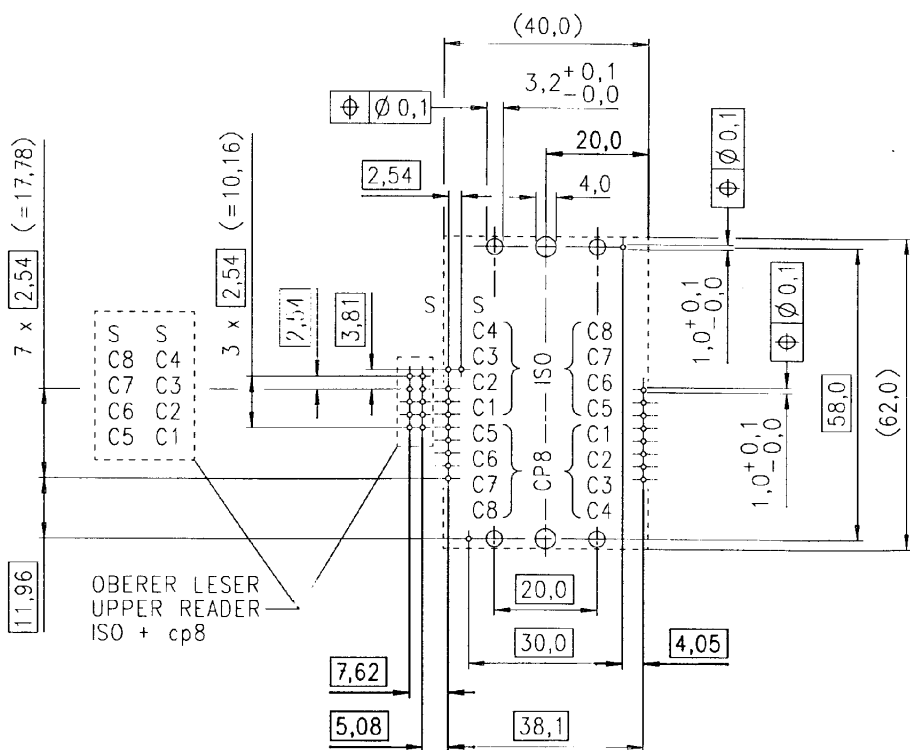 (40,0)
3,2 +0,1 -0,0
⌖ Ø 0,1
20,0
4,0
2,54
⌖ Ø 0,1
7 x 2,54 (=17,78)
3 x 2,54 (=10,16)
2,54
3,81
1,0 +0,1 -0,0
⌖ Ø 0,1
1,0 +0,1 -0,0
58,0
(62,0)
S S
C8 C4
C7 C3
C6 C2
C5 C1
S S
C4 C8
C3 C7
ISO
C2 C6
C1 C5
C5 C1
C6 C2
CP8
C7 C3
C8 C4
11,96
OBERER LESER
UPPER READER
ISO + cp8
20,0
30,0
4,05
7,62
5,08
38,1